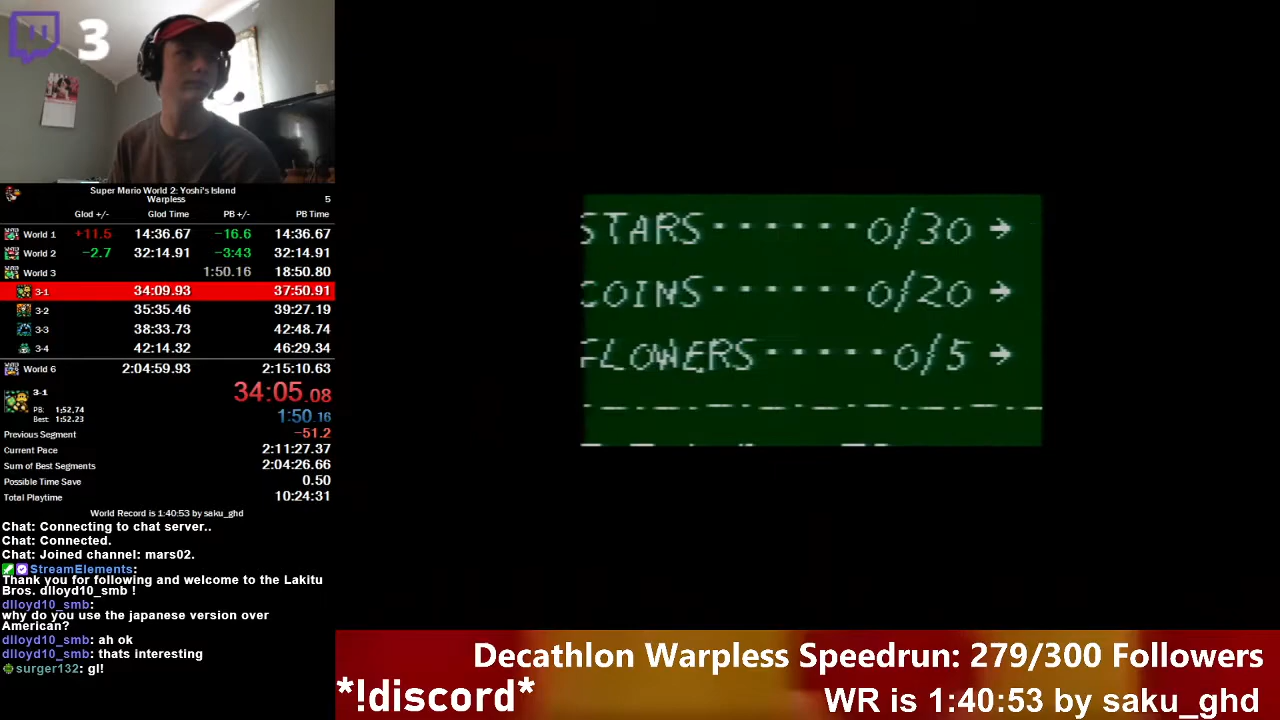 3
Super Mario World 2: Yoshi's Island
Warpless 5
Glod +/- Glod Time PB +/- PB Time
World 1 +11.5 14:36.67 −16.6 14:36.67
World 2 −2.7 32:14.91 −3:43 32:14.91
World 3 1:50.16 18:50.80
3-1 34:09.93 37:50.91
3-2 35:35.46 39:27.19
3-3 38:33.73 42:48.74
3-4 42:14.32 46:29.34
World 6 2:04:59.93 2:15:10.63
3-1 34:05.08
PB: 1:52.74
Best: 1:52.23 1:50.16
Previous Segment −51.2
Current Pace 2:11:27.37
Sum of Best Segments 2:04:26.66
Possible Time Save 0.50
Total Playtime 10:24:31
World Record is 1:40:53 by saku_ghd
Chat: Connecting to chat server..
Chat: Connected.
Chat: Joined channel: mars02.
StreamElements:
Thank you for following and welcome to the Lakitu
Bros. dlloyd10_smb !
dlloyd10_smb:
why do you use the japanese version over
American?
dlloyd10_smb: ah ok
dlloyd10_smb: thats interesting
surger132: gl!
STARS ······ 0/30 →
COINS ······ 0/20 →
FLOWERS ····· 0/5 →
Decathlon Warpless Speedrun: 279/300 Followers
*!discord* WR is 1:40:53 by saku_ghd